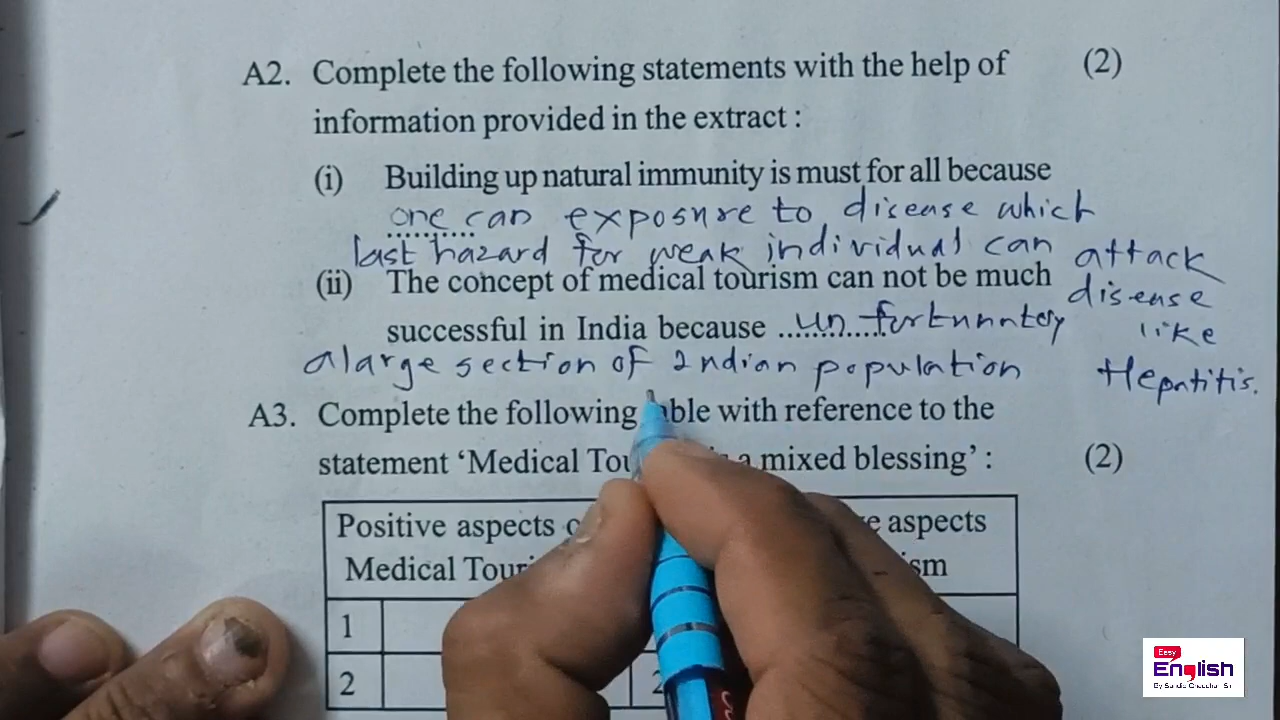 A2. Complete the following statements with the help of (2)
information provided in the extract :
(i) Building up natural immunity is must for all because
one can exposure to disease which
last hazard for weak individual can attack
(ii) The concept of medical tourism can not be much disease
successful in India because ............. unfortunately like
a large section of Indian population Hepatitis.
A3. Complete the following able with reference to the
statement ‘Medical Tou a mixed blessing’ : (2)
Positive aspects e aspects
Medical Touri sm
1
2 2
Easy
English